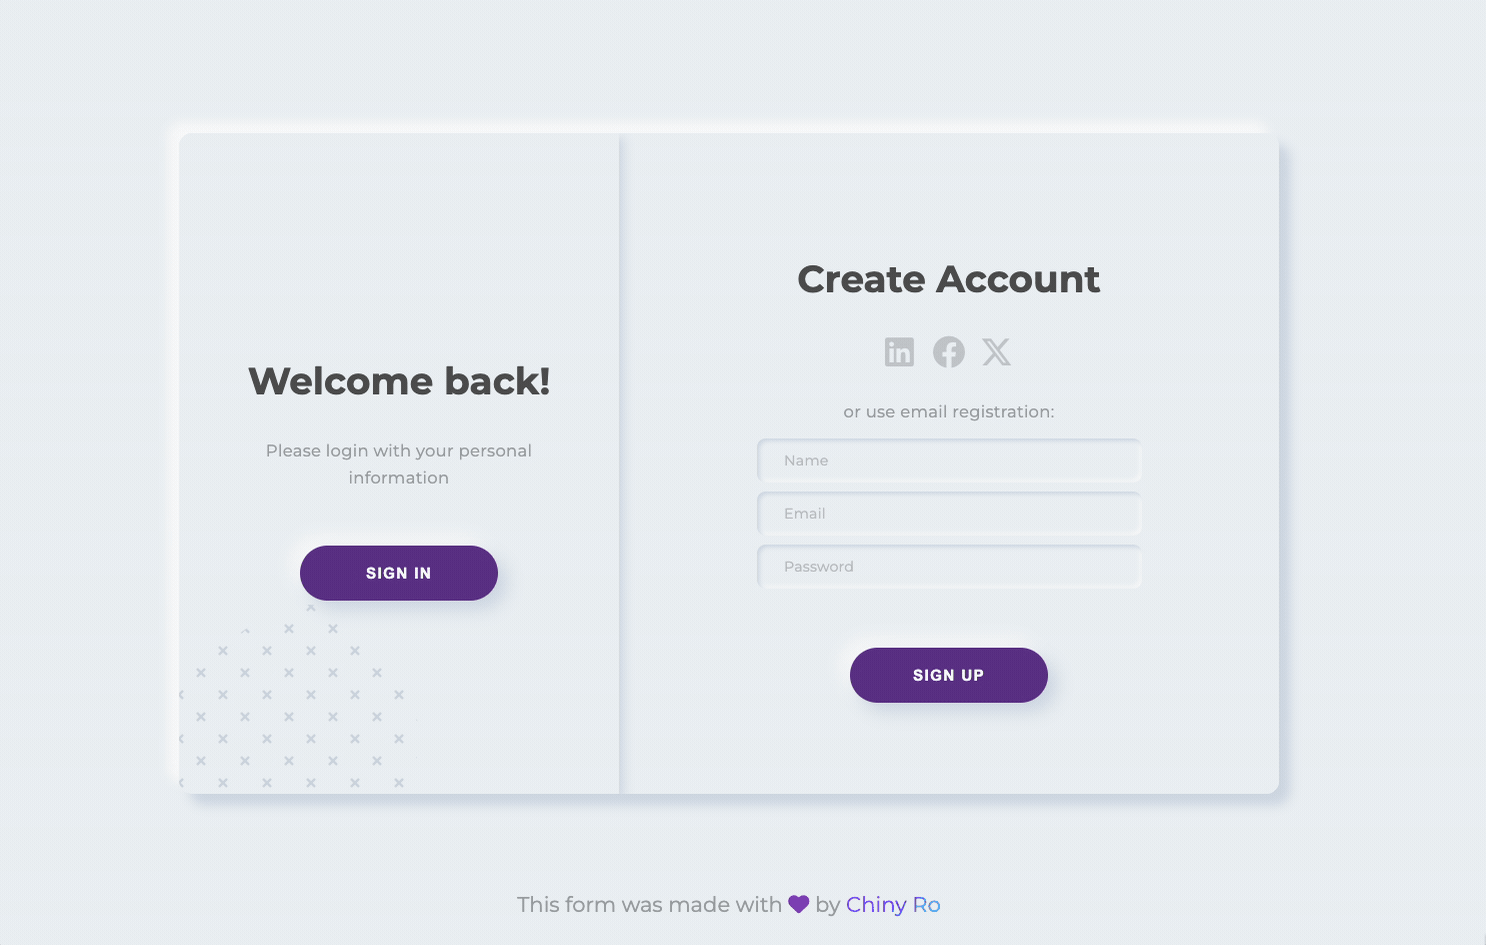 Welcome back!
Please login with your personal
information
SIGN IN
Create Account
or use email registration:
Name
Email
Password
SIGN UP
This form was made with by Chiny Ro